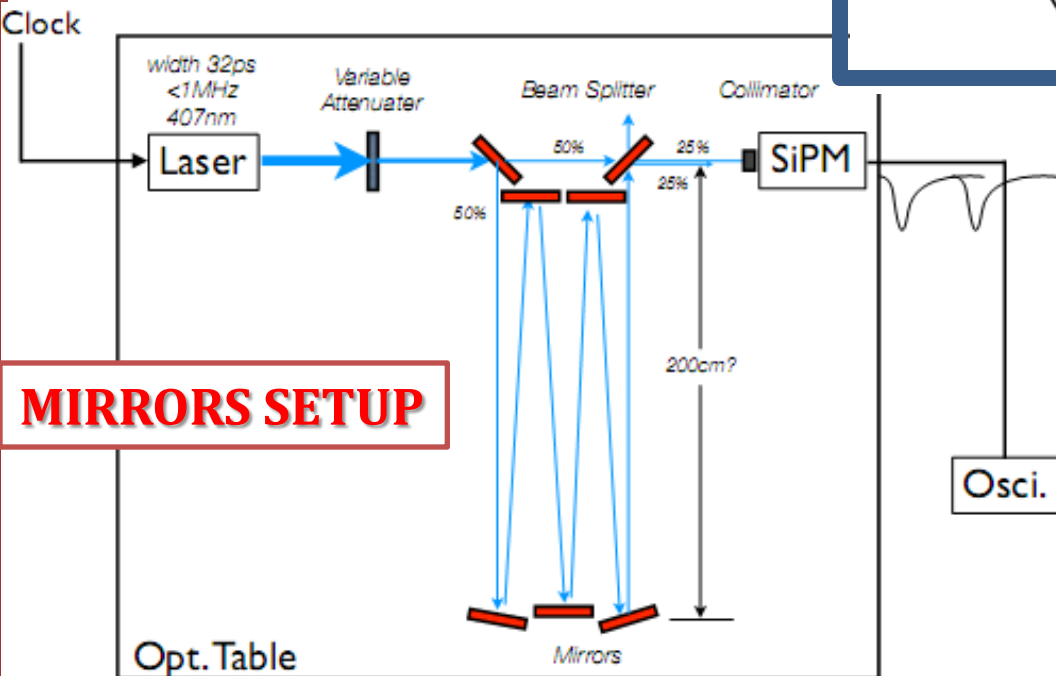 Clock
width 32ps
<1MHz
407nm
Variable
Attenuater
Beam Splitter
Collimator
Laser
50%
25%
SiPM
25%
50%
200cm?
MIRRORS SETUP
Osci.
Mirrors
Opt. Table